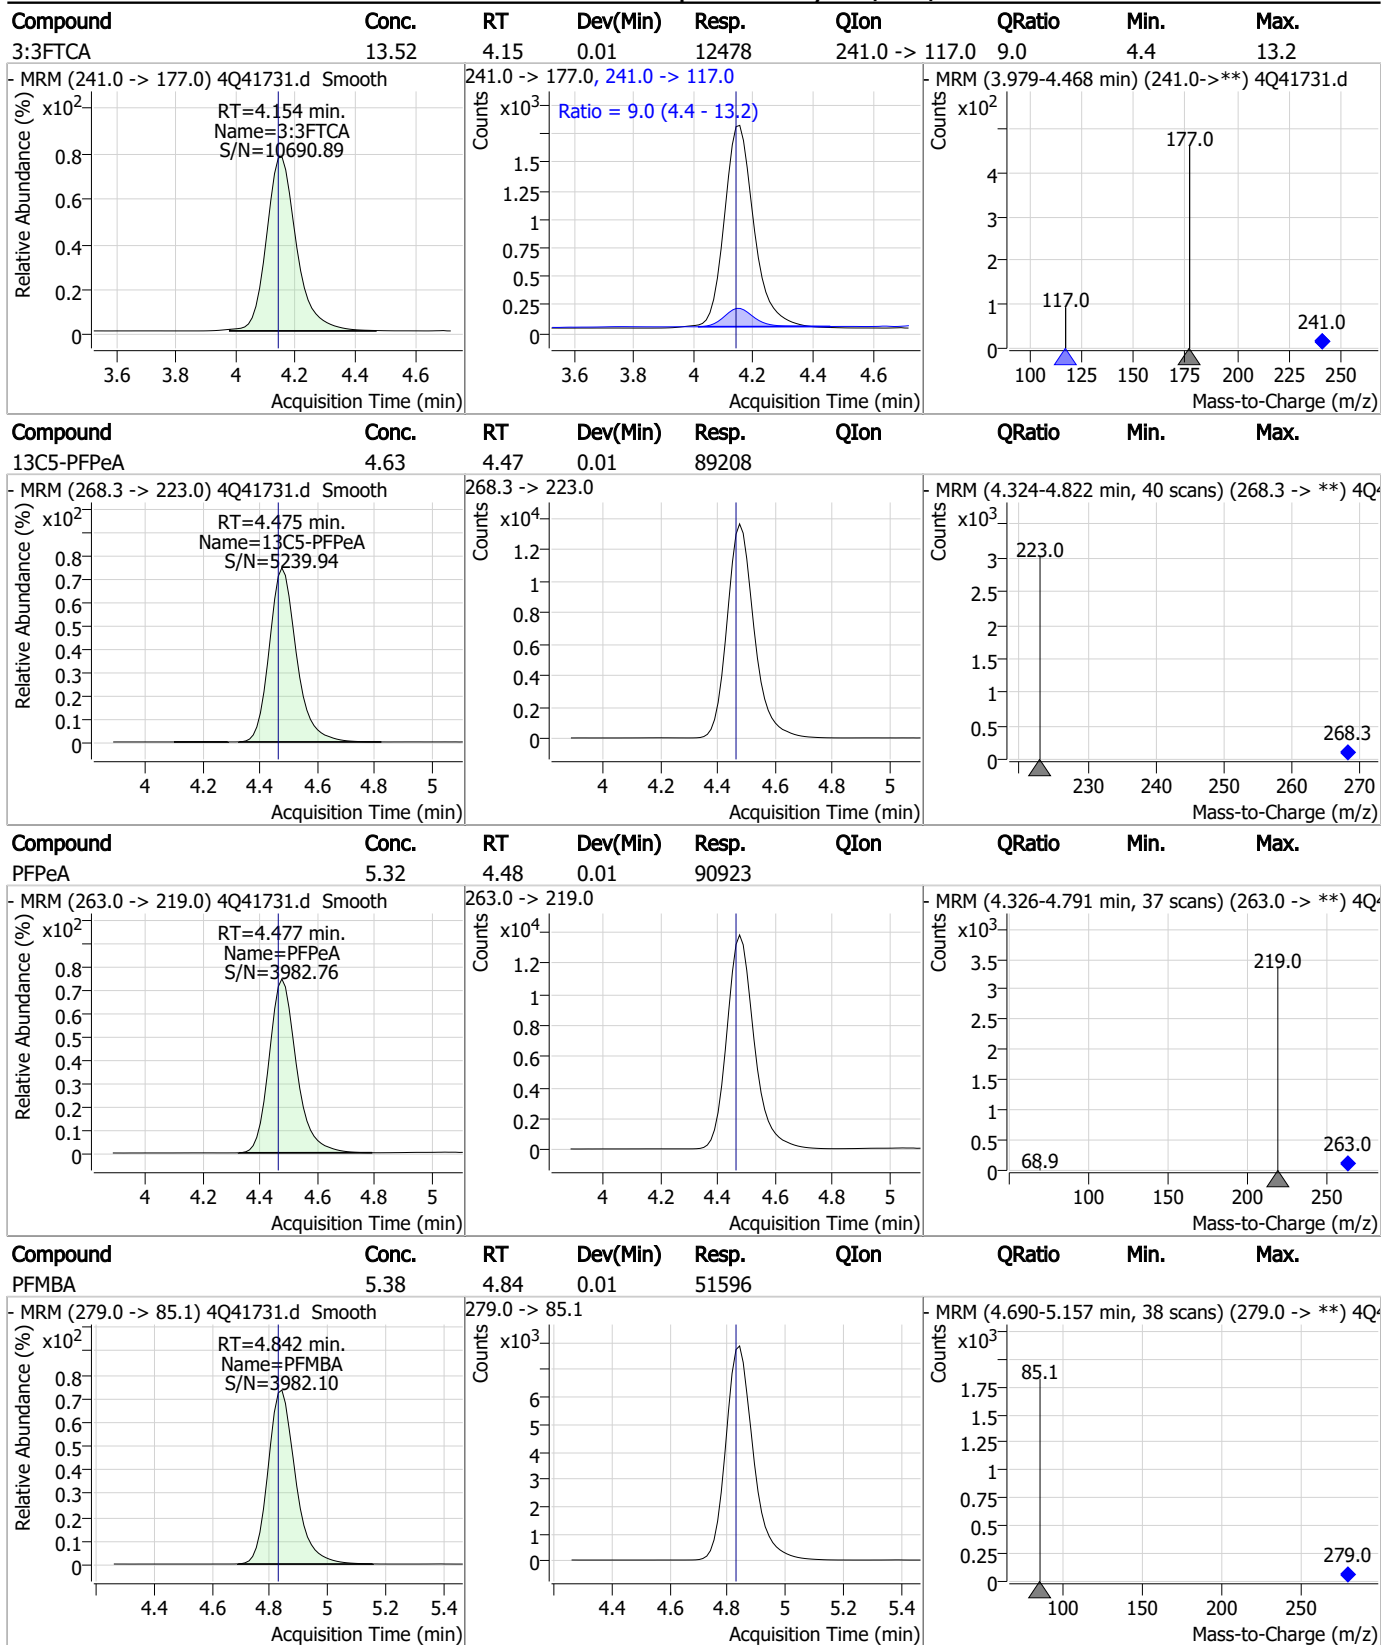 Compound Conc. RT Dev(Min) Resp. QIon QRatio Min. Max.
3:3FTCA 13.52 4.15 0.01 12478 241.0 -> 117.0 9.0 4.4 13.2
- MRM (241.0 -> 177.0) 4Q41731.d Smooth
x10²
RT=4.154 min.
Name=3:3FTCA
S/N=10690.89
Relative Abundance (%)
0.8
0.6
0.4
0.2
0
3.6 3.8 4 4.2 4.4 4.6
Acquisition Time (min)
241.0 -> 177.0, 241.0 -> 117.0
Counts
x10³
Ratio = 9.0 (4.4 - 13.2)
1.5
1.25
1
0.75
0.5
0.25
0
3.6 3.8 4 4.2 4.4 4.6
Acquisition Time (min)
- MRM (3.979-4.468 min) (241.0->**) 4Q41731.d
Counts
x10²
177.0
4
3
2
117.0
1
241.0
0
100 125 150 175 200 225 250
Mass-to-Charge (m/z)
Compound Conc. RT Dev(Min) Resp. QIon QRatio Min. Max.
13C5-PFPeA 4.63 4.47 0.01 89208
- MRM (268.3 -> 223.0) 4Q41731.d Smooth
x10²
RT=4.475 min.
Name=13C5-PFPeA
S/N=5239.94
Relative Abundance (%)
0.8
0.7
0.6
0.5
0.4
0.3
0.2
0.1
0
4 4.2 4.4 4.6 4.8 5
Acquisition Time (min)
268.3 -> 223.0
Counts
x10⁴
1.2
1
0.8
0.6
0.4
0.2
0
4 4.2 4.4 4.6 4.8 5
Acquisition Time (min)
- MRM (4.324-4.822 min, 40 scans) (268.3 -> **) 4Q4
Counts
x10³
223.0
3
2.5
2
1.5
1
0.5
268.3
0
230 240 250 260 270
Mass-to-Charge (m/z)
Compound Conc. RT Dev(Min) Resp. QIon QRatio Min. Max.
PFPeA 5.32 4.48 0.01 90923
- MRM (263.0 -> 219.0) 4Q41731.d Smooth
x10²
RT=4.477 min.
Name=PFPeA
S/N=3982.76
Relative Abundance (%)
0.8
0.7
0.6
0.5
0.4
0.3
0.2
0.1
0
4 4.2 4.4 4.6 4.8 5
Acquisition Time (min)
263.0 -> 219.0
Counts
x10⁴
1.2
1
0.8
0.6
0.4
0.2
0
4 4.2 4.4 4.6 4.8 5
Acquisition Time (min)
- MRM (4.326-4.791 min, 37 scans) (263.0 -> **) 4Q4
Counts
x10³
3.5
219.0
3
2.5
2
1.5
1
0.5
68.9
263.0
0
100 150 200 250
Mass-to-Charge (m/z)
Compound Conc. RT Dev(Min) Resp. QIon QRatio Min. Max.
PFMBA 5.38 4.84 0.01 51596
- MRM (279.0 -> 85.1) 4Q41731.d Smooth
x10²
RT=4.842 min.
Name=PFMBA
S/N=3982.10
Relative Abundance (%)
0.8
0.7
0.6
0.5
0.4
0.3
0.2
0.1
0
4.4 4.6 4.8 5 5.2 5.4
Acquisition Time (min)
279.0 -> 85.1
Counts
x10³
6
5
4
3
2
1
0
4.4 4.6 4.8 5 5.2 5.4
Acquisition Time (min)
- MRM (4.690-5.157 min, 38 scans) (279.0 -> **) 4Q4
Counts
x10³
85.1
1.75
1.5
1.25
1
0.75
0.5
0.25
279.0
0
100 150 200 250
Mass-to-Charge (m/z)